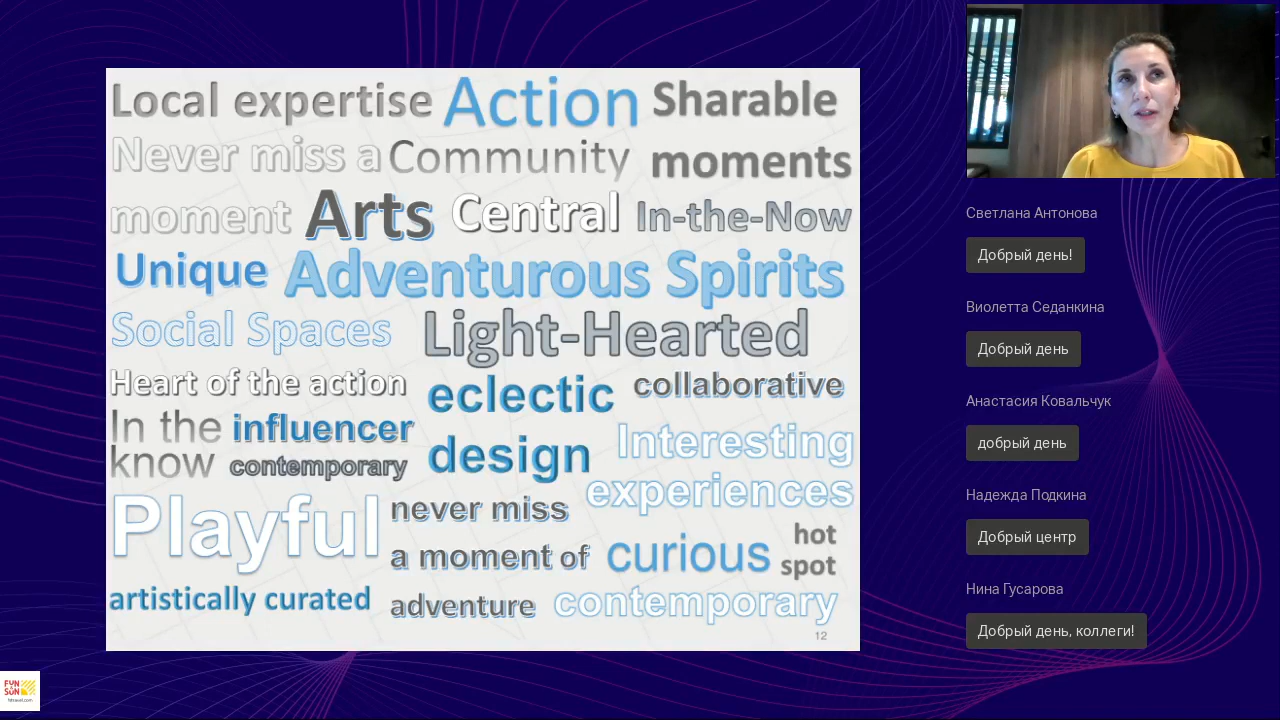 Local expertise Action Sharable
Never miss a Community moments
moment Arts Central In-the-Now
Unique Adventurous Spirits
Social Spaces Light-Hearted
Heart of the action eclectic collaborative
In the influencer
know contemporary design Interesting
experiences
Playful never miss
a moment of curious hot
spot
artistically curated adventure contemporary
12
Светлана Антонова
Добрый день!
Виолетта Седанкина
Добрый день
Анастасия Ковальчук
добрый день
Надежда Подкина
Добрый центр
Нина Гусарова
Добрый день, коллеги!
FUN
SUN